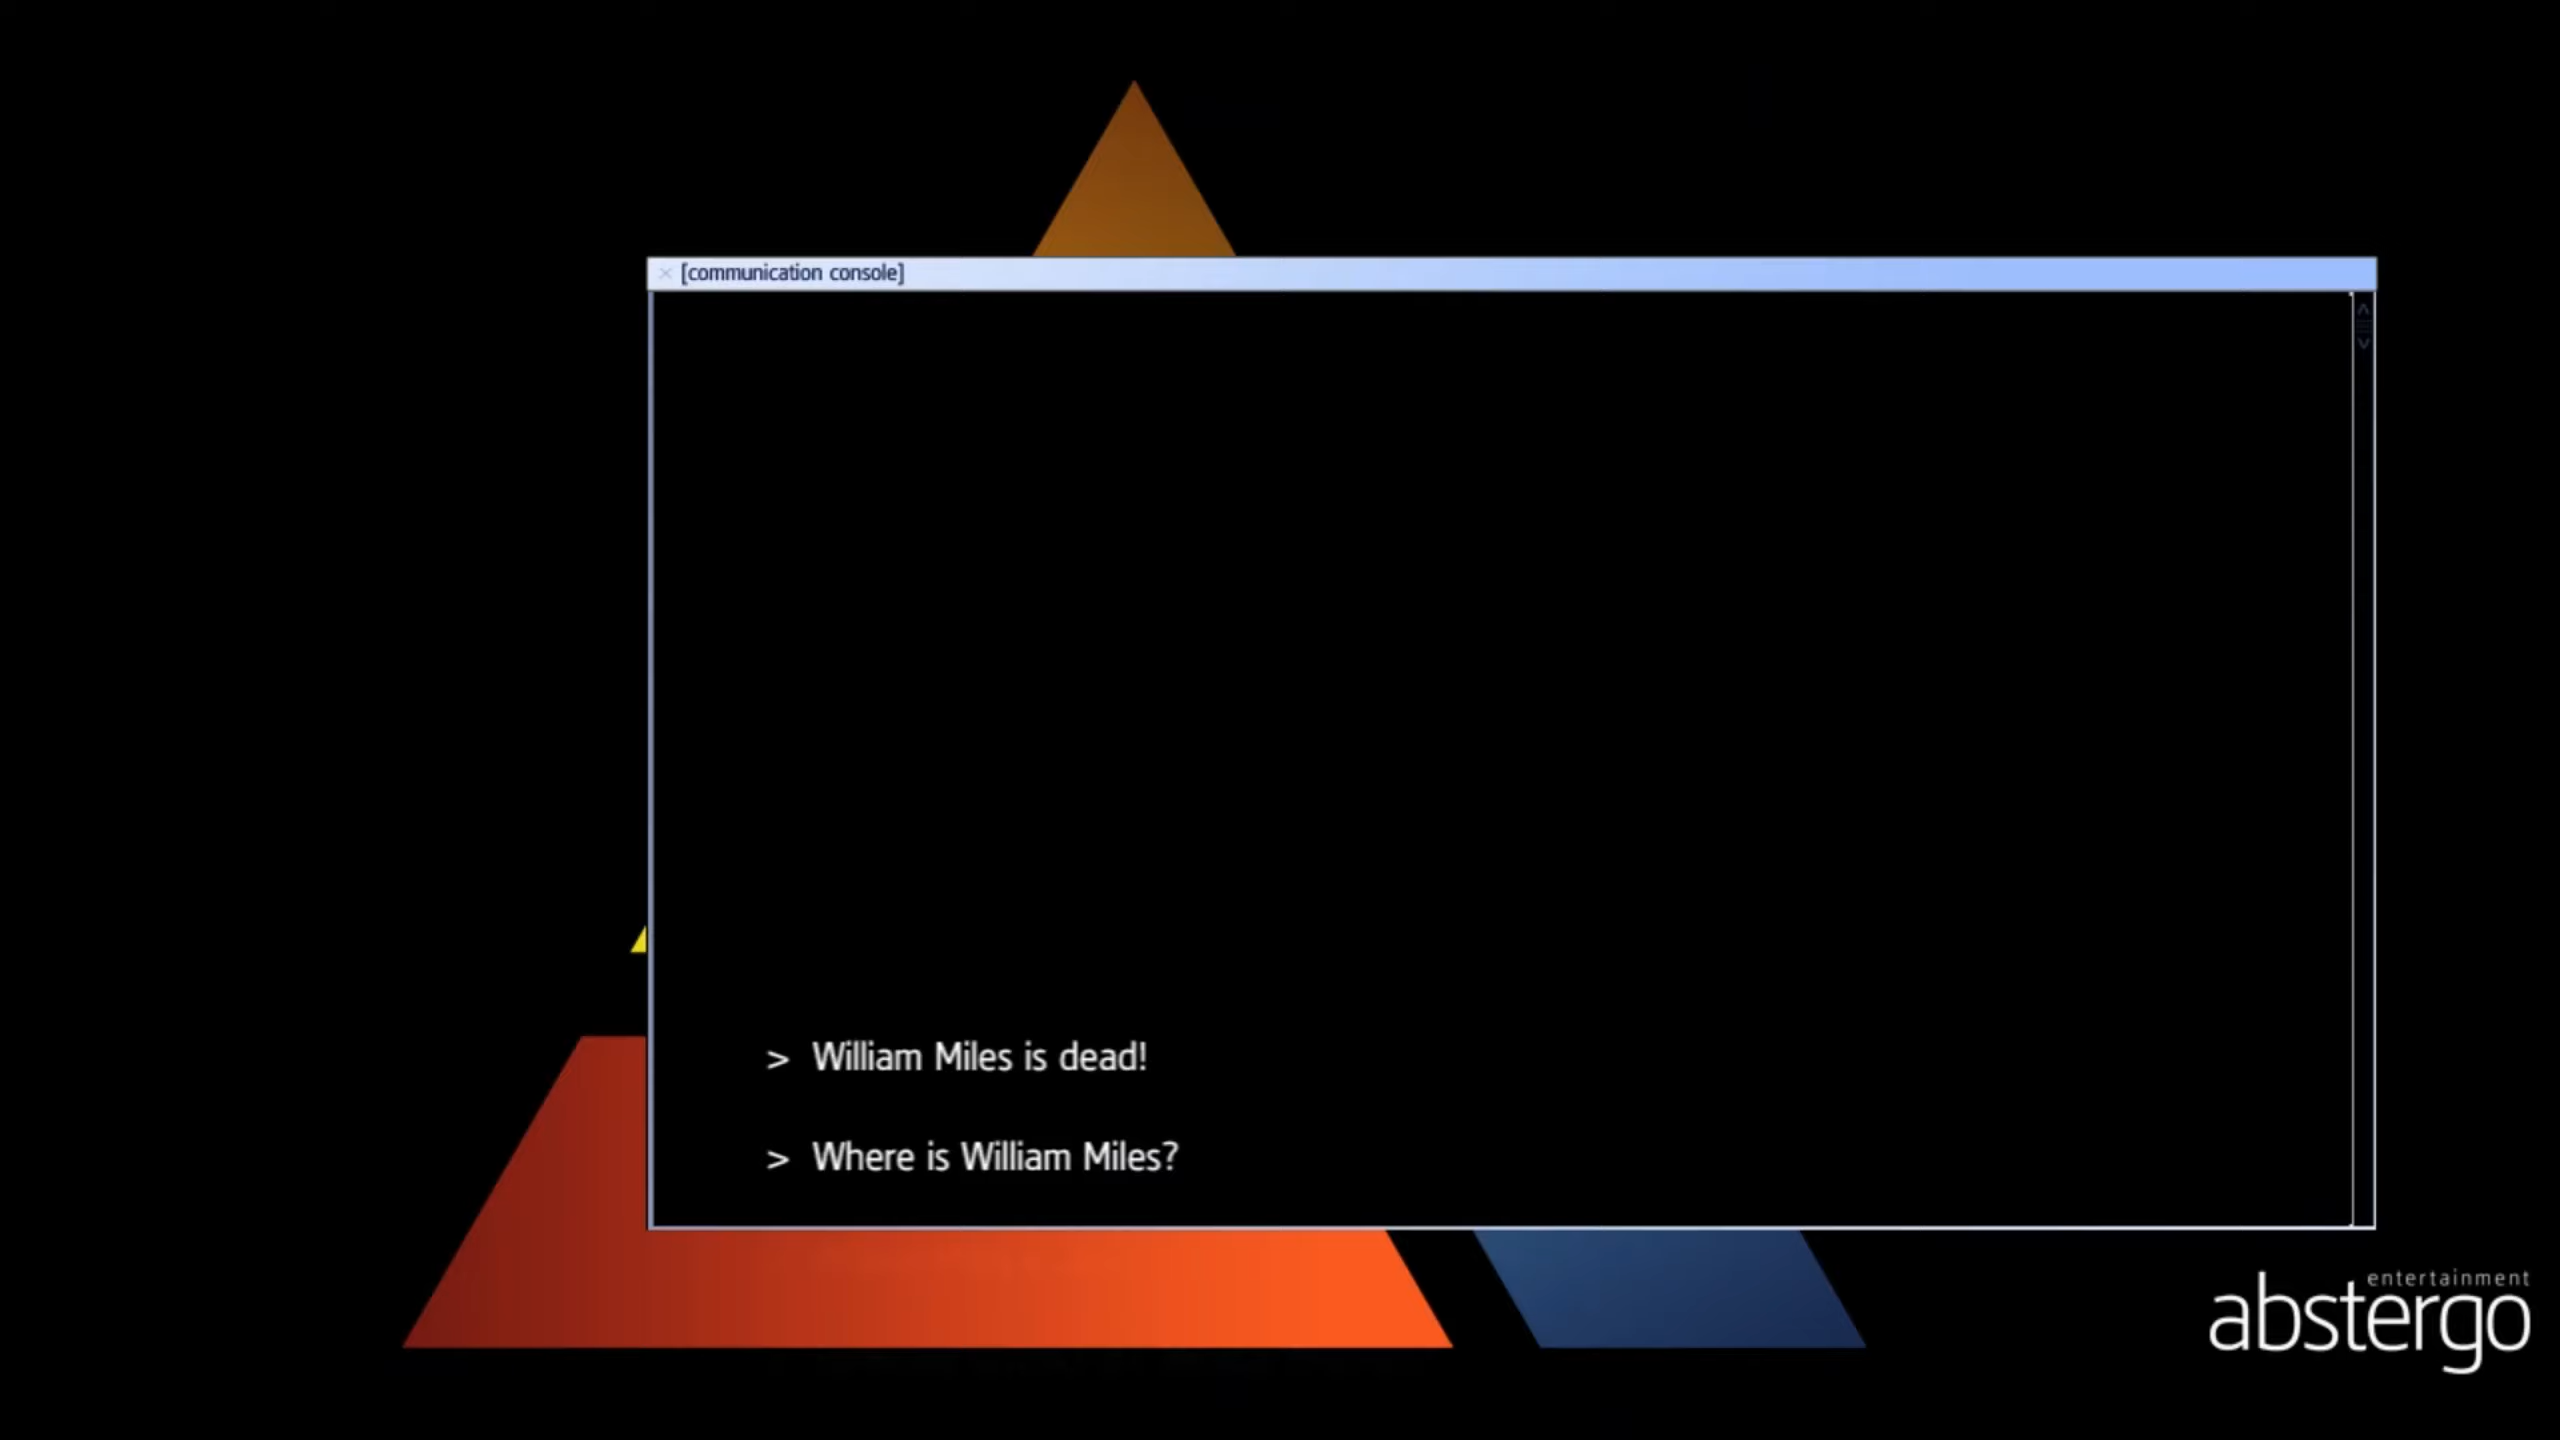 [communication console]
> William Miles is dead!
> Where is William Miles?
entertainment
abstergo